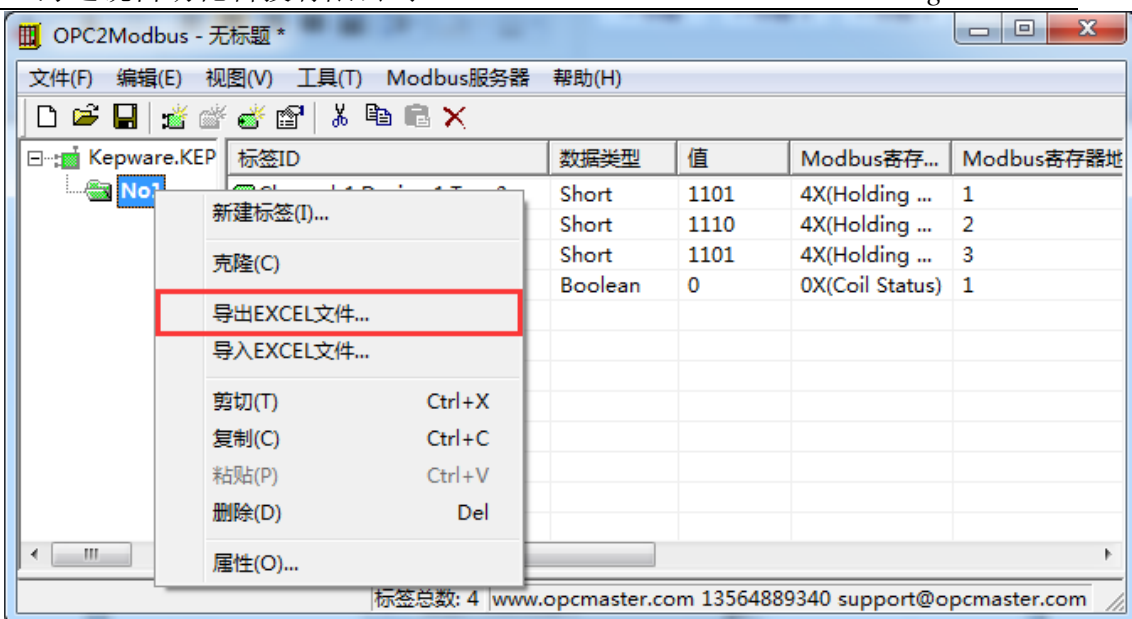 OPC2Modbus - 无标题 *
文件(F) 编辑(E) 视图(V) 工具(T) Modbus服务器 帮助(H)
Kepware.KEP
No1
标签ID 数据类型 值 Modbus寄存... Modbus寄存器地
Short 1101 4X(Holding ... 1
Short 1110 4X(Holding ... 2
Short 1101 4X(Holding ... 3
Boolean 0 0X(Coil Status) 1
新建标签(I)...
克隆(C)
导出EXCEL文件...
导入EXCEL文件...
剪切(T) Ctrl+X
复制(C) Ctrl+C
粘贴(P) Ctrl+V
删除(D) Del
属性(O)...
标签总数: 4 www.opcmaster.com 13564889340 support@opcmaster.com